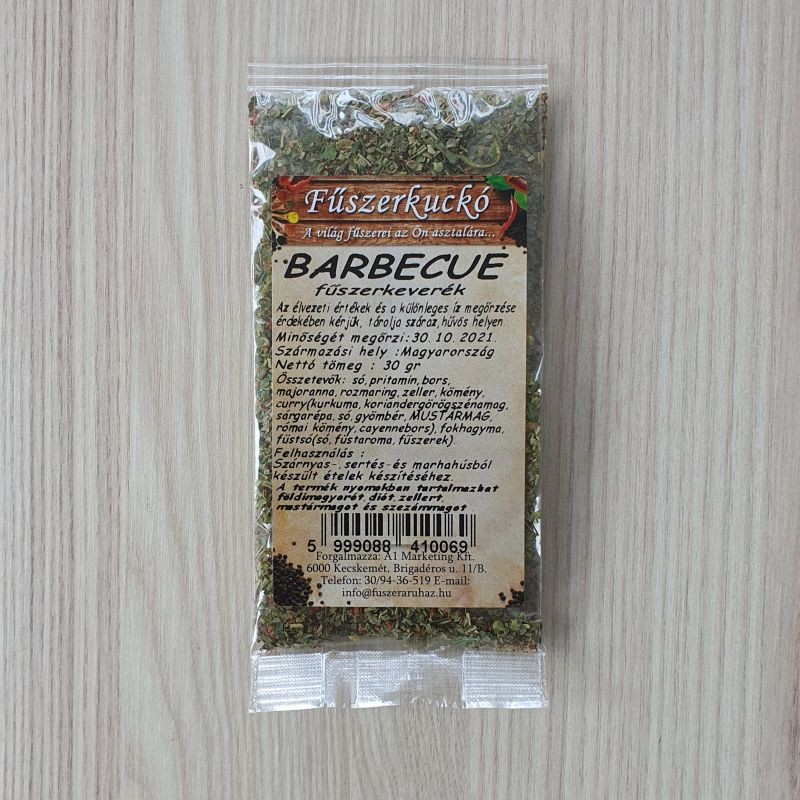 Fűszerkuckó
A világ fűszerei az Ön asztalára...
BARBECUE
fűszerkeverék
Az élvezeti értékek és a különleges íz megőrzése
érdekében kérjük, tárolja száraz, hűvös helyen.
Minőségét megőrzi:30. 10. 2021.
Származási hely :Magyarország
Nettó tömeg : 30 gr
Összetevők: só, pritamin, bors,
majoranna, rozmaring, zeller, kömény,
curry(kurkuma, koriandergörögszénamag,
sárgarépa, só, gyömbér, MUSTÁRMAG,
római kömény, cayennebors), fokhagyma,
füstsó(só, füstaroma, fűszerek).
Felhasználás :
Szárnyas-, sertés-és marhahúsból
készült ételek készítéséhez.
A termék nyomokban tartalmazhat
földimogyorót, diót, zellert,
mustármagot és szezámmagot
5 999088 410069
Forgalmazza: A1 Marketing Kft.
6000 Kecskemét, Brigadéros u. 11/B.
Telefon: 30/94-36-519 E-mail:
info@fuszeraruhaz.hu